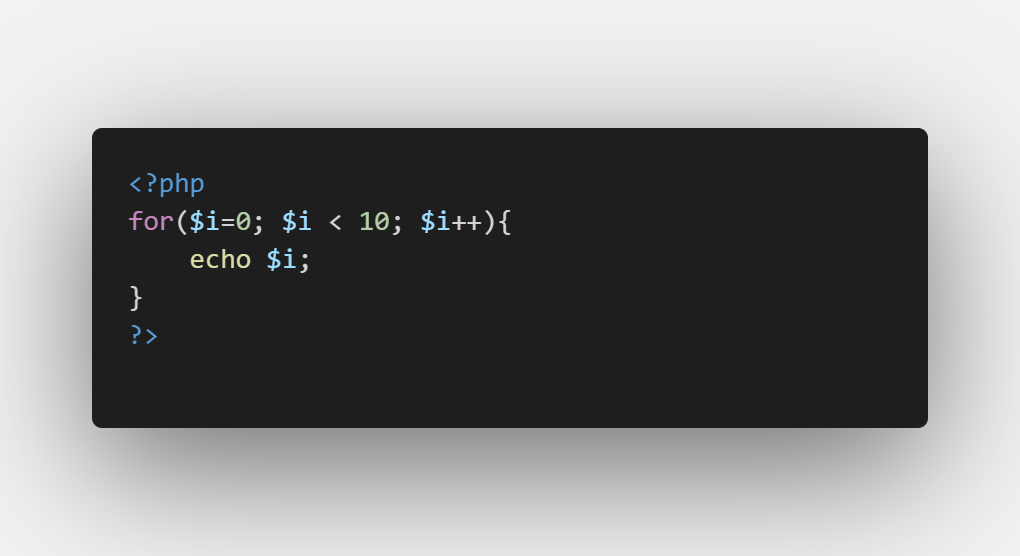 <?php
for($i=0; $i < 10; $i++){
    echo $i;
}
?>